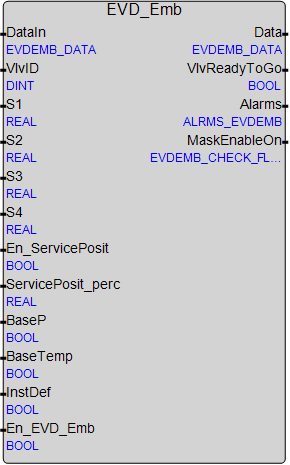 EVD_Emb
DataIn Data
EVDEMB_DATA EVDEMB_DATA
VlvID VlvReadyToGo
DINT BOOL
S1 Alarms
REAL ALRMS_EVDEMB
S2 MaskEnableOn
REAL EVDEMB_CHECK_FL...
S3
REAL
S4
REAL
En_ServicePosit
BOOL
ServicePosit_perc
REAL
BaseP
BOOL
BaseTemp
BOOL
InstDef
BOOL
En_EVD_Emb
BOOL